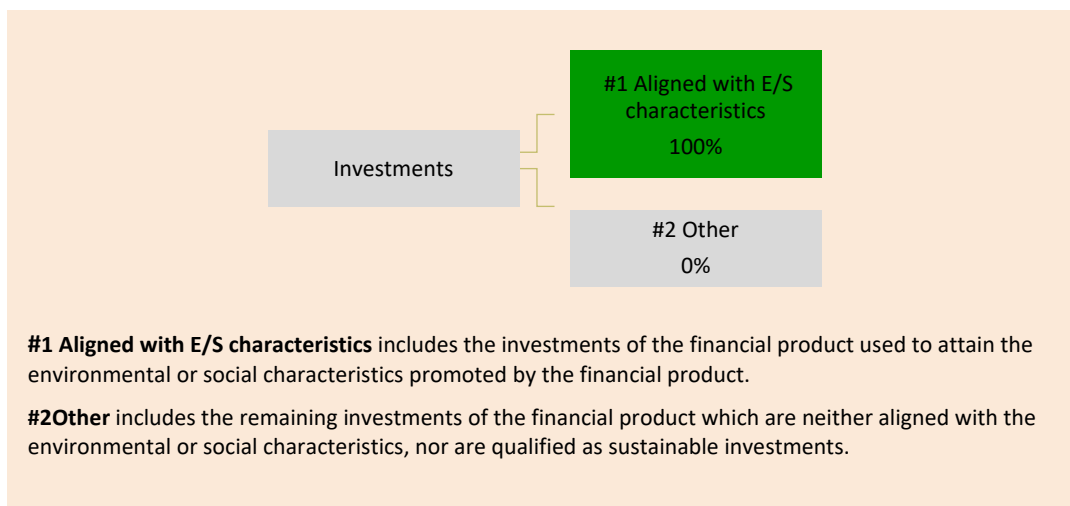 #1 Aligned with E/S
characteristics
100%
Investments
#2 Other
0%
#1 Aligned with E/S characteristics includes the investments of the financial product used to attain the
environmental or social characteristics promoted by the financial product.
#2Other includes the remaining investments of the financial product which are neither aligned with the
environmental or social characteristics, nor are qualified as sustainable investments.